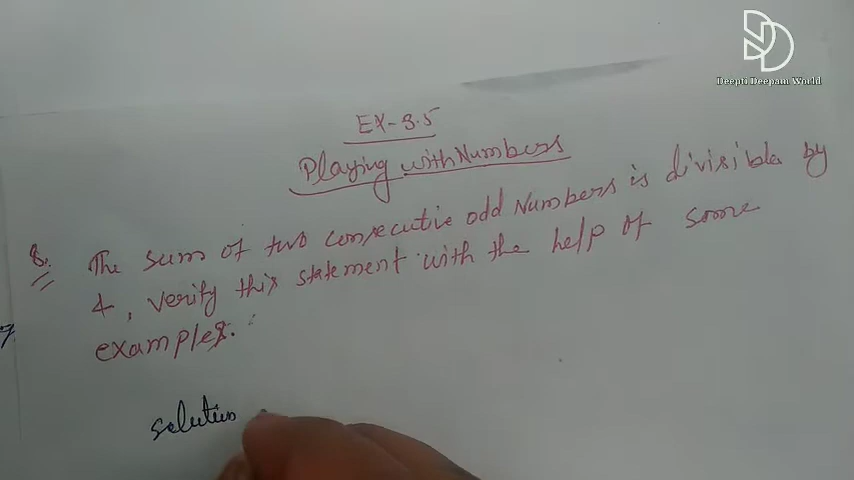 Deepti Deepam World
EX-3.5
Playing with Numbers
8. The sum of two consecutive odd Numbers is divisible by
4, verify this statement with the help of some
examples.
solution